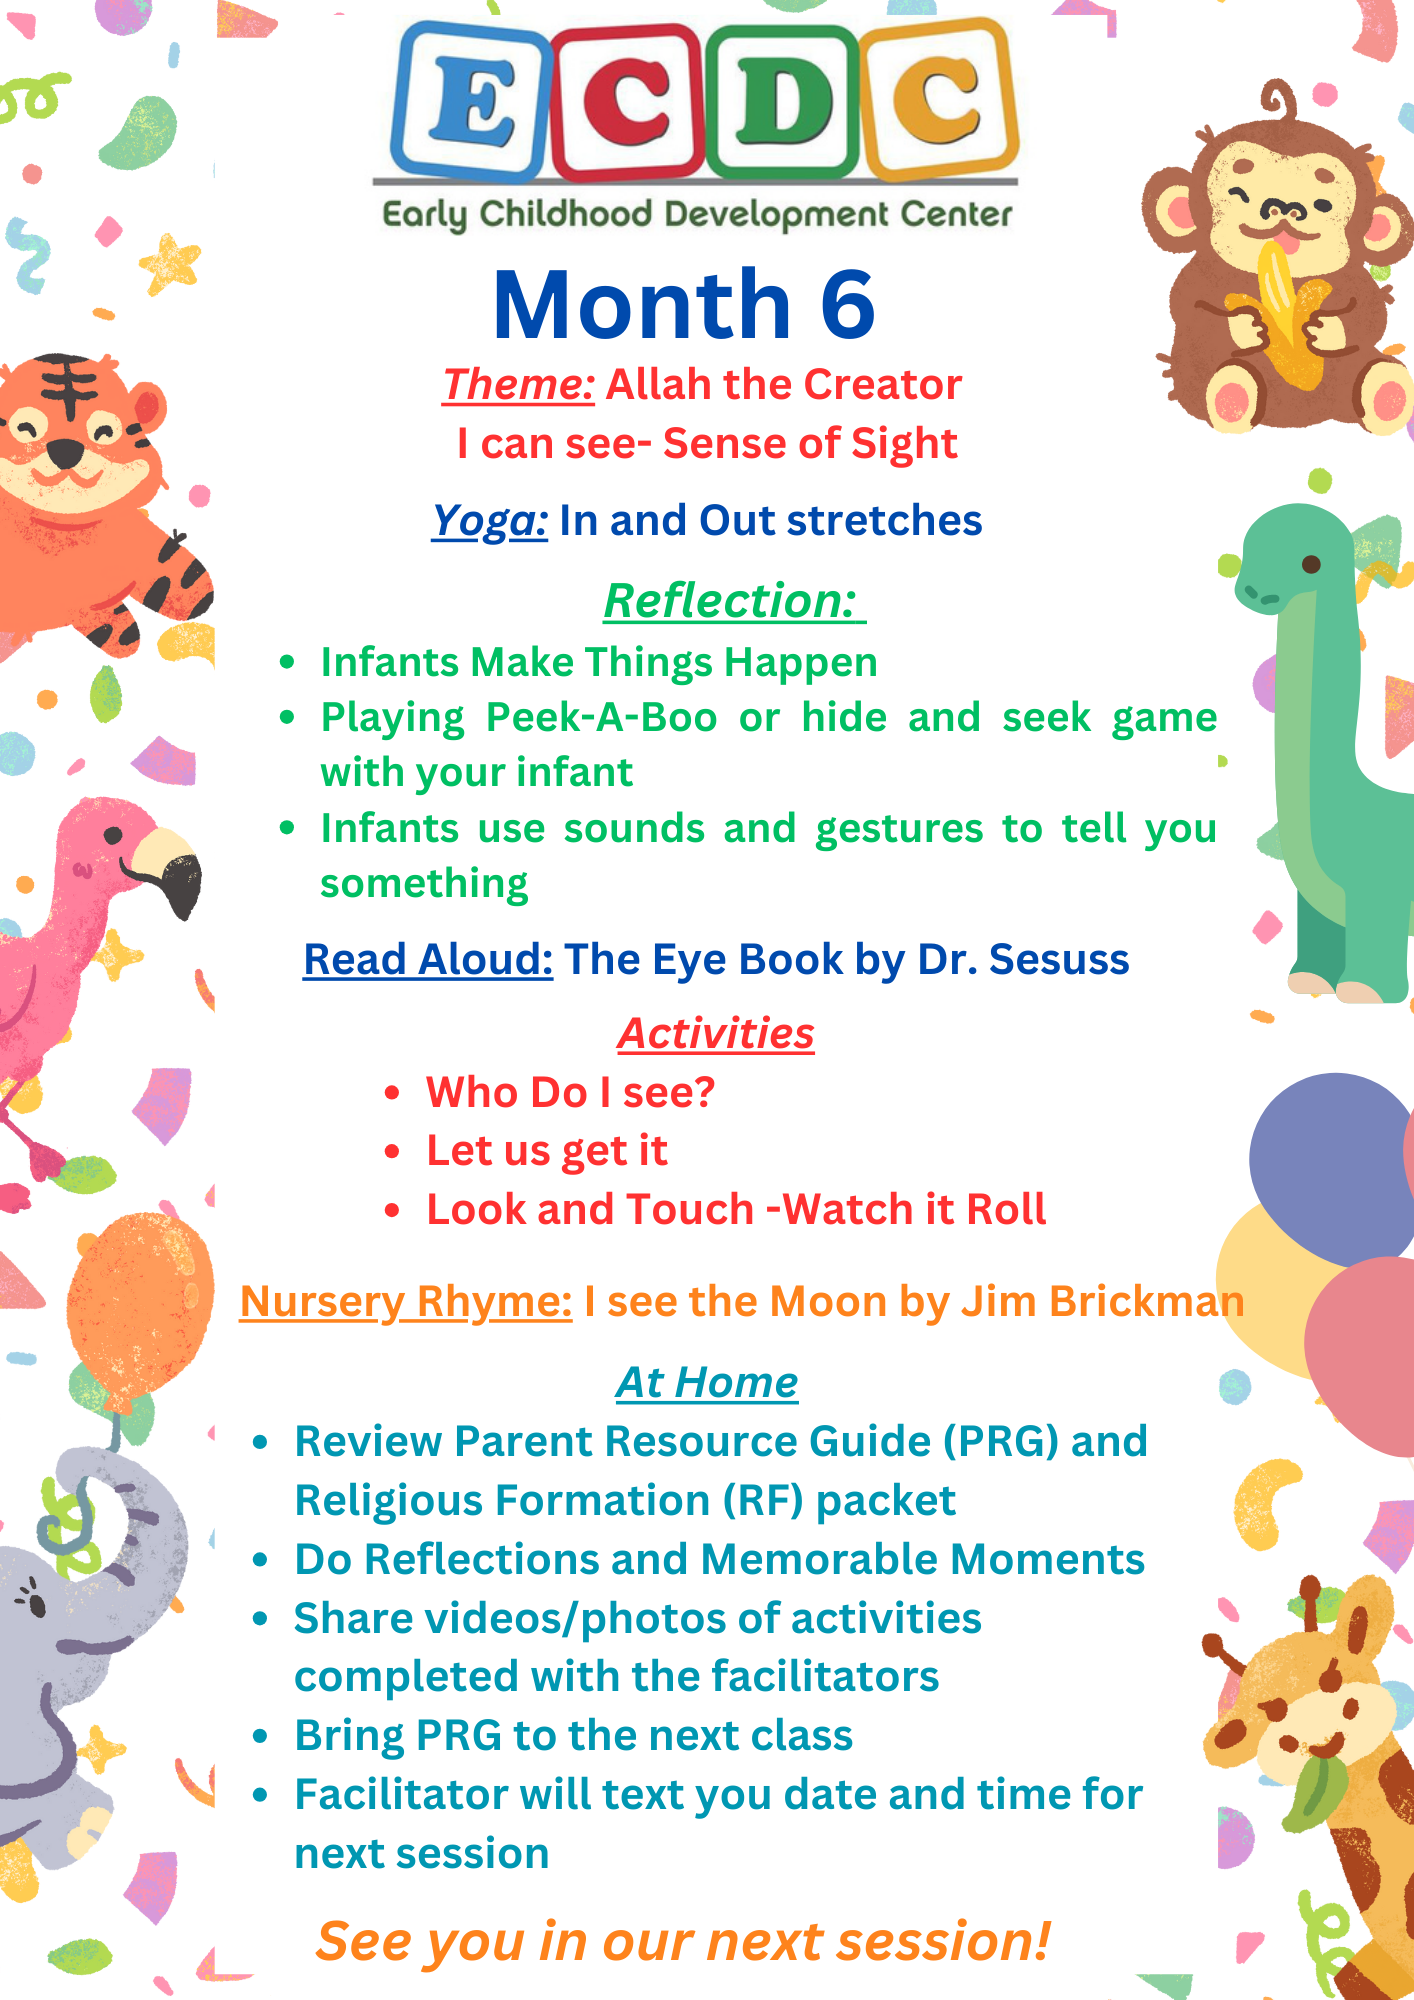 E C D C
Early Childhood Development Center
Month 6
Theme: Allah the Creator
I can see- Sense of Sight
Yoga: In and Out stretches
Reflection:
• Infants Make Things Happen
• Playing Peek-A-Boo or hide and seek game
with your infant
• Infants use sounds and gestures to tell you
something
Read Aloud: The Eye Book by Dr. Sesuss
Activities
• Who Do I see?
• Let us get it
• Look and Touch -Watch it Roll
Nursery Rhyme: I see the Moon by Jim Brickman
At Home
• Review Parent Resource Guide (PRG) and
Religious Formation (RF) packet
• Do Reflections and Memorable Moments
• Share videos/photos of activities
completed with the facilitators
• Bring PRG to the next class
• Facilitator will text you date and time for
next session
See you in our next session!